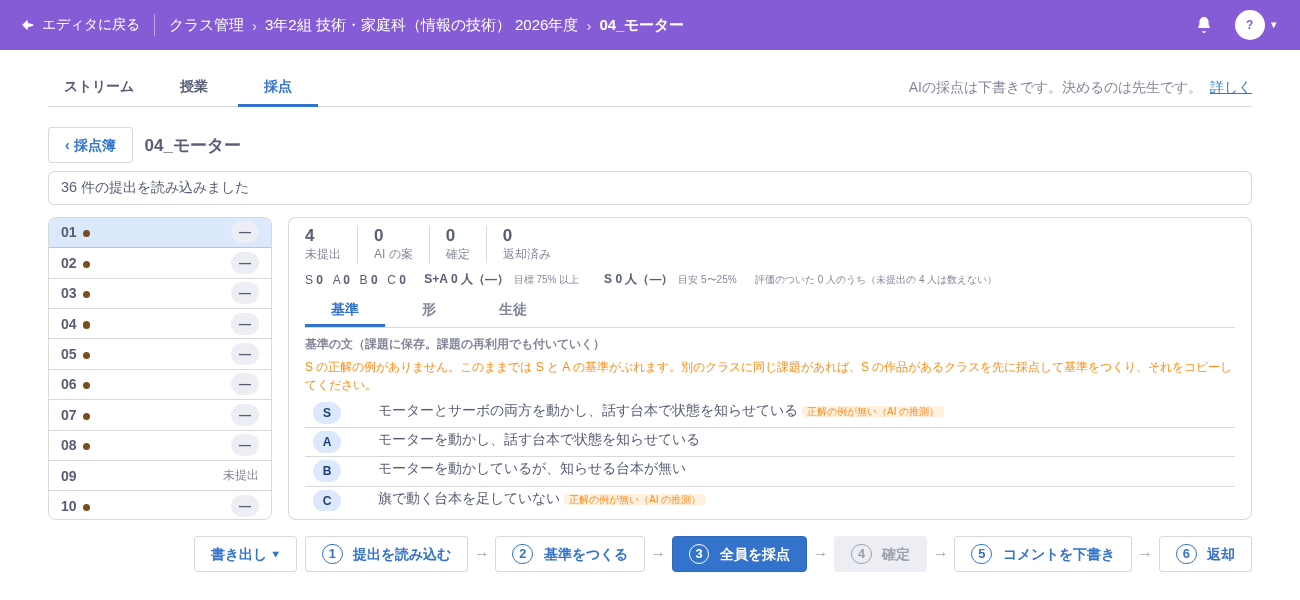 エディタに戻る クラス管理 › 3年2組 技術・家庭科（情報の技術） 2026年度 › 04_モーター ? ▾
ストリーム 授業 採点 AIの採点は下書きです。決めるのは先生です。 詳しく
‹ 採点簿 04_モーター
36 件の提出を読み込みました
01 —
02 —
03 —
04 —
05 —
06 —
07 —
08 —
09 未提出
10 —
4 0 0 0
未提出 AI の案 確定 返却済み
S 0 A 0 B 0 C 0 S+A 0 人（—） 目標 75% 以上 S 0 人（—） 目安 5〜25% 評価のついた 0 人のうち（未提出の 4 人は数えない）
基準 形 生徒
基準の文（課題に保存。課題の再利用でも付いていく）
S の正解の例がありません。このままでは S と A の基準がぶれます。別のクラスに同じ課題があれば、S の作品があるクラスを先に採点して基準をつくり、それをコピーし
てください。
S モーターとサーボの両方を動かし、話す台本で状態を知らせている 正解の例が無い（AI の推測）
A モーターを動かし、話す台本で状態を知らせている
B モーターを動かしているが、知らせる台本が無い
C 旗で動く台本を足していない 正解の例が無い（AI の推測）
書き出し ▾ 1 提出を読み込む → 2 基準をつくる → 3 全員を採点 → 4 確定 → 5 コメントを下書き → 6 返却